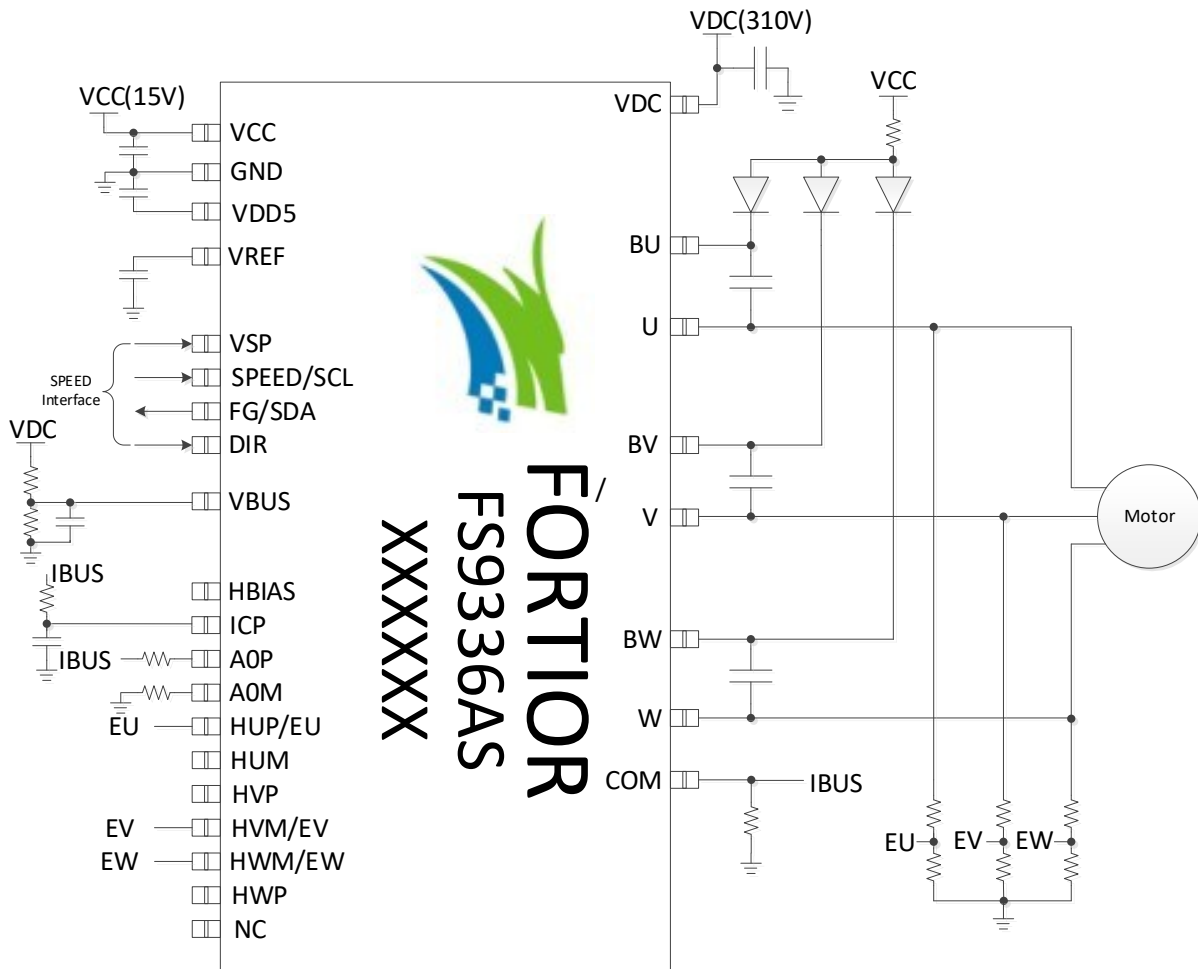 VDC(310V)
VCC(15V)
VCC
VCC
GND
VDD5
VREF
VSP
SPEED/SCL
FG/SDA
DIR
SPEED
Interface
VDC
VBUS
IBUS
HBIAS
ICP
IBUS
A0P
A0M
EU
HUP/EU
HUM
HVP
EV
HVM/EV
EW
HWM/EW
HWP
NC
FORTIOR
/
FS9336AS
XXXXXX
VDC
BU
U
BV
V
BW
W
COM
IBUS
Motor
EU
EV
EW